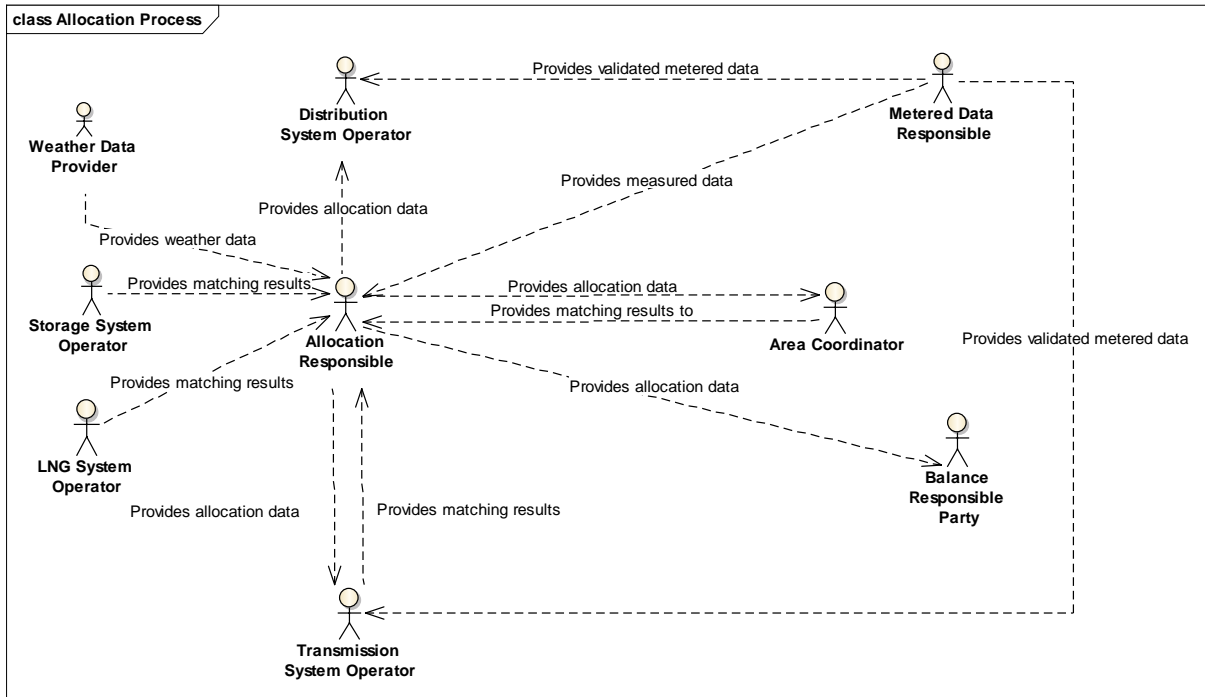 class Allocation Process
Provides validated metered data
Distribution
System Operator
Metered Data
Responsible
Weather Data
Provider
Provides measured data
Provides allocation data
Provides weather data
Provides matching results
Provides allocation data
Storage System
Operator
Provides matching results to
Allocation
Responsible
Area Coordinator
Provides validated metered data
Provides matching results
Provides allocation data
LNG System
Operator
Balance
Responsible
Party
Provides allocation data
Provides matching results
Transmission
System Operator